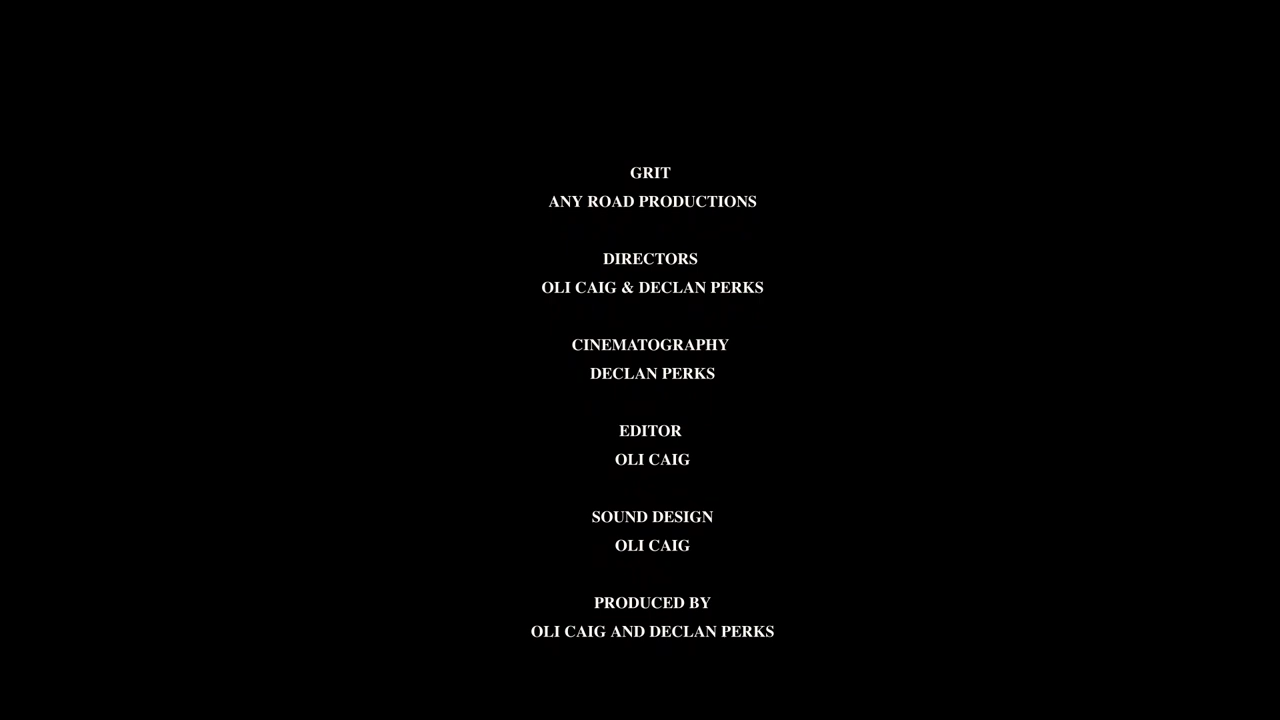 GRIT
ANY ROAD PRODUCTIONS
DIRECTORS
OLI CAIG & DECLAN PERKS
CINEMATOGRAPHY
DECLAN PERKS
EDITOR
OLI CAIG
SOUND DESIGN
OLI CAIG
PRODUCED BY
OLI CAIG AND DECLAN PERKS